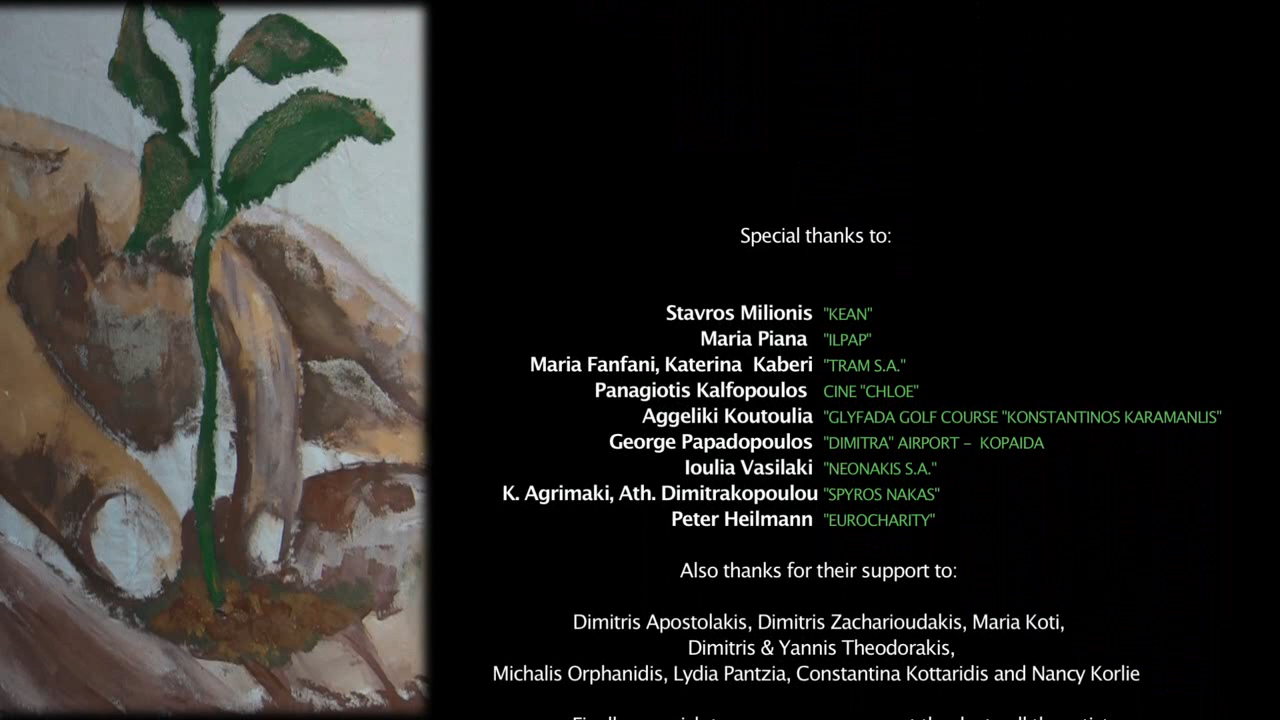 Special thanks to:
Stavros Milionis "KEAN"
Maria Piana "ILPAP"
Maria Fanfani, Katerina Kaberi "TRAM S.A."
Panagiotis Kalfopoulos CINE "CHLOE"
Aggeliki Koutoulia "GLYFADA GOLF COURSE "KONSTANTINOS KARAMANLIS"
George Papadopoulos "DIMITRA" AIRPORT – KOPAIDA
Ioulia Vasilaki "NEONAKIS S.A."
K. Agrimaki, Ath. Dimitrakopoulou "SPYROS NAKAS"
Peter Heilmann "EUROCHARITY"
Also thanks for their support to:
Dimitris Apostolakis, Dimitris Zacharioudakis, Maria Koti,
Dimitris & Yannis Theodorakis,
Michalis Orphanidis, Lydia Pantzia, Constantina Kottaridis and Nancy Korlie